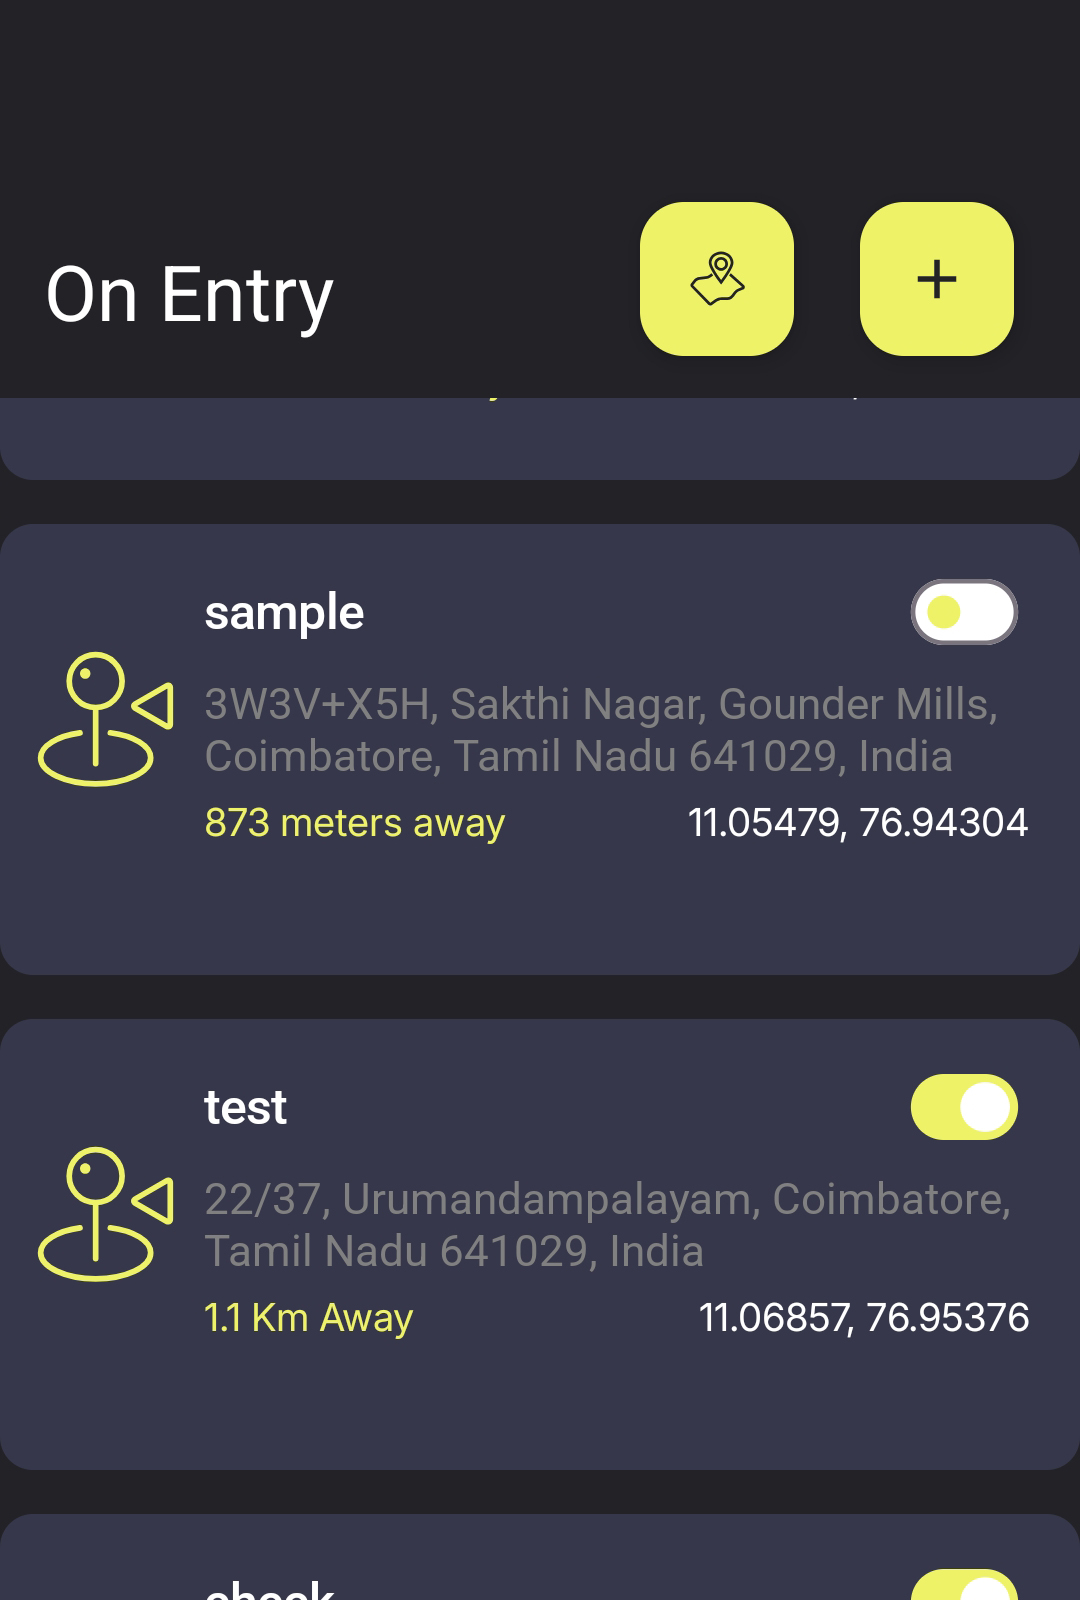 On Entry
sample
3W3V+X5H, Sakthi Nagar, Gounder Mills,
Coimbatore, Tamil Nadu 641029, India
873 meters away
11.05479, 76.94304
test
22/37, Urumandampalayam, Coimbatore,
Tamil Nadu 641029, India
1.1 Km Away
11.06857, 76.95376
check